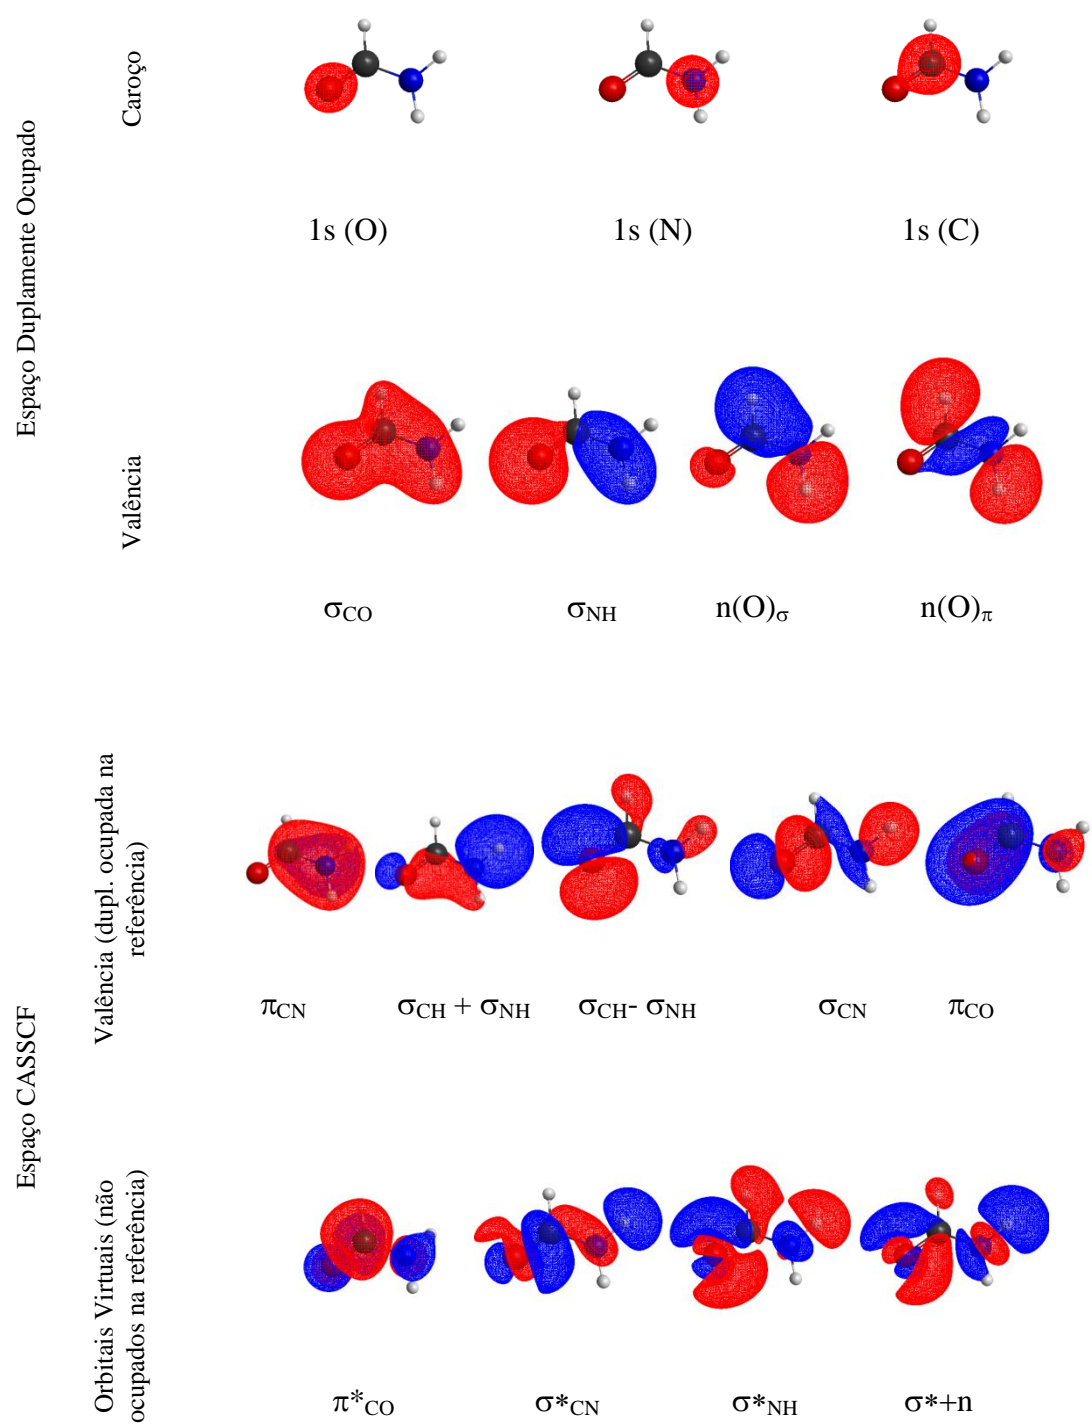 Espaço Duplamente Ocupado
Caroço
1s (O) 1s (N) 1s (C)
Valência
σCO σNH n(O)σ n(O)π
Espaço CASSCF
Valência (dupl. ocupada na
referência)
πCN σCH + σNH σCH- σNH σCN πCO
Orbitais Virtuais (não
ocupados na referência)
π*CO σ*CN σ*NH σ*+n